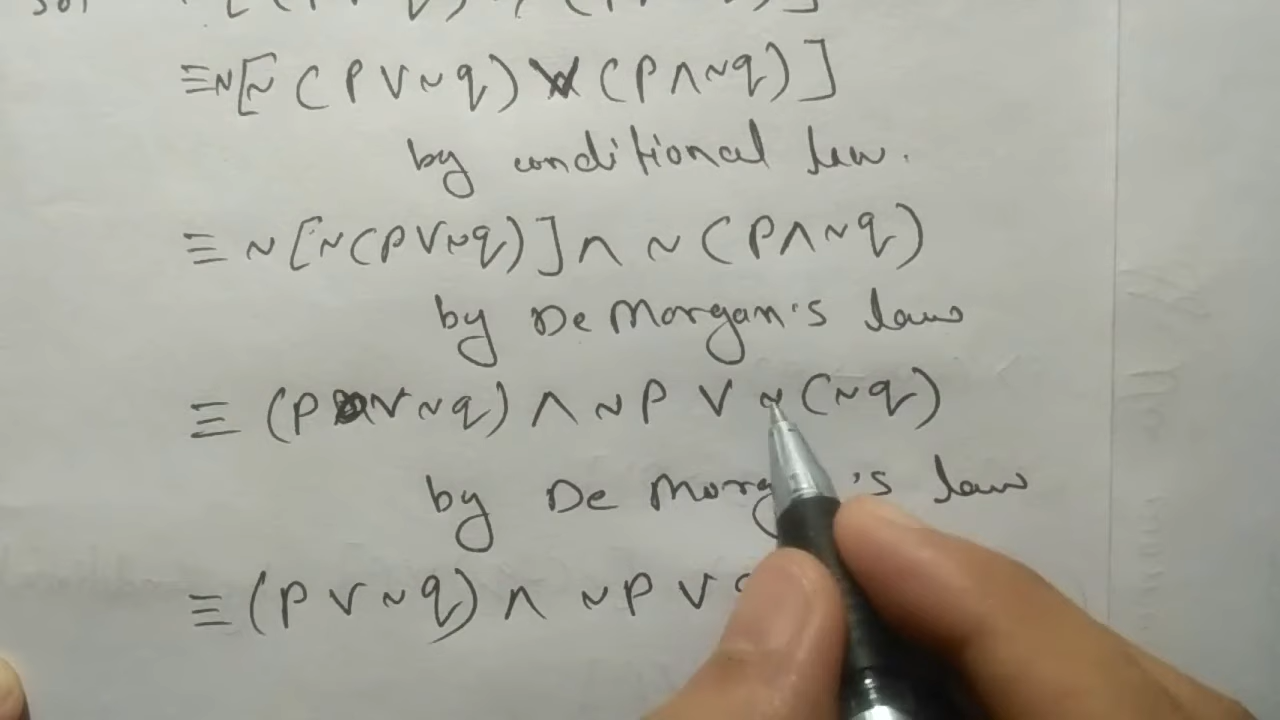 ≡ ~[~(P ∨ ~q) ∨ (P ∧ ~q)]
by conditional law.
≡ ~[~(P ∨ ~q)] ∧ ~(P ∧ ~q)
by De Morgan's law
≡ (P ∨ ~q) ∧ ~P ∨ ~(~q)
by De Morgan's law
≡ (P ∨ ~q) ∧ ~P ∨